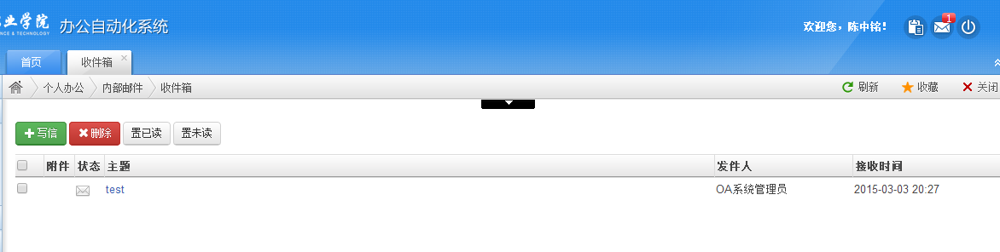 业学院 办公自动化系统
NCE & TECHNOLOGY
欢迎您，陈中铭！ 1
首页 收件箱
个人办公 内部邮件 收件箱 刷新 收藏 关闭
写信 删除 置已读 置未读
附件 状态 主题 发件人 接收时间
test OA系统管理员 2015-03-03 20:27